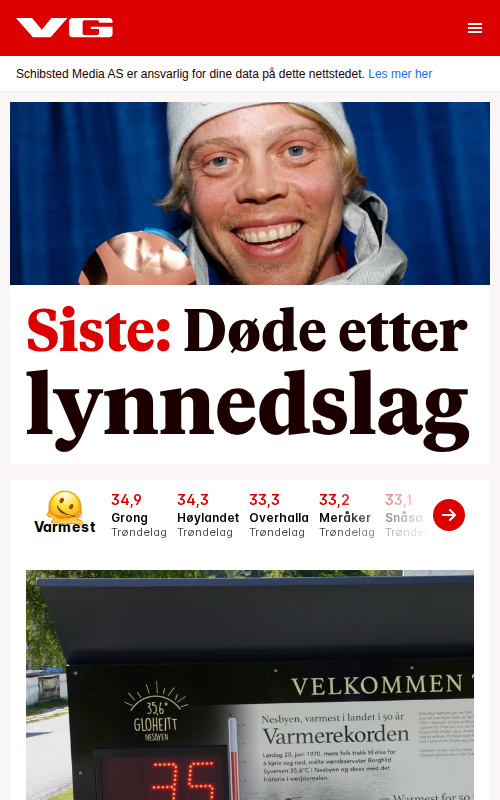 VG
Schibsted Media AS er ansvarlig for dine data på dette nettstedet. Les mer her
Siste: Døde etter
lynnedslag
Varmest
34,9
Grong
Trøndelag
34,3
Høylandet
Trøndelag
33,3
Overhalla
Trøndelag
33,2
Meråker
Trøndelag
33,1
Snåsa
VELKOMMEN
35,6°
GLOHEITT
NESBYEN
Nesbyen, varmest i landet i 50 år
Varmerekorden
Lørdag 20. juni 1970, mens folk trakk til elva for
å kjøle seg ned, målte værobservatør Borghild
Syverson 35,6°C i Nesbyen og skrev med det
historie i værjournalen.
35
Varmest for 50